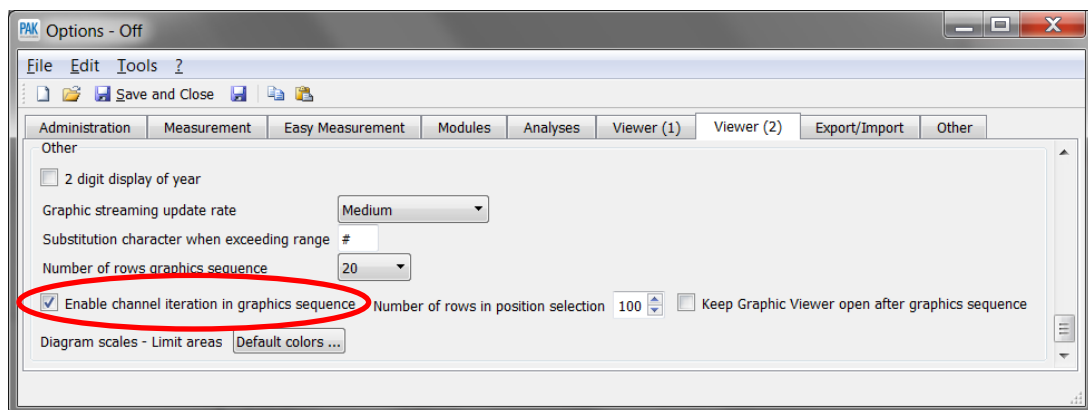 PAK Options - Off
File Edit Tools ?
Save and Close
Administration Measurement Easy Measurement Modules Analyses Viewer (1) Viewer (2) Export/Import Other
Other
2 digit display of year
Graphic streaming update rate Medium
Substitution character when exceeding range #
Number of rows graphics sequence 20
Enable channel iteration in graphics sequence Number of rows in position selection 100 Keep Graphic Viewer open after graphics sequence
Diagram scales - Limit areas Default colors ...